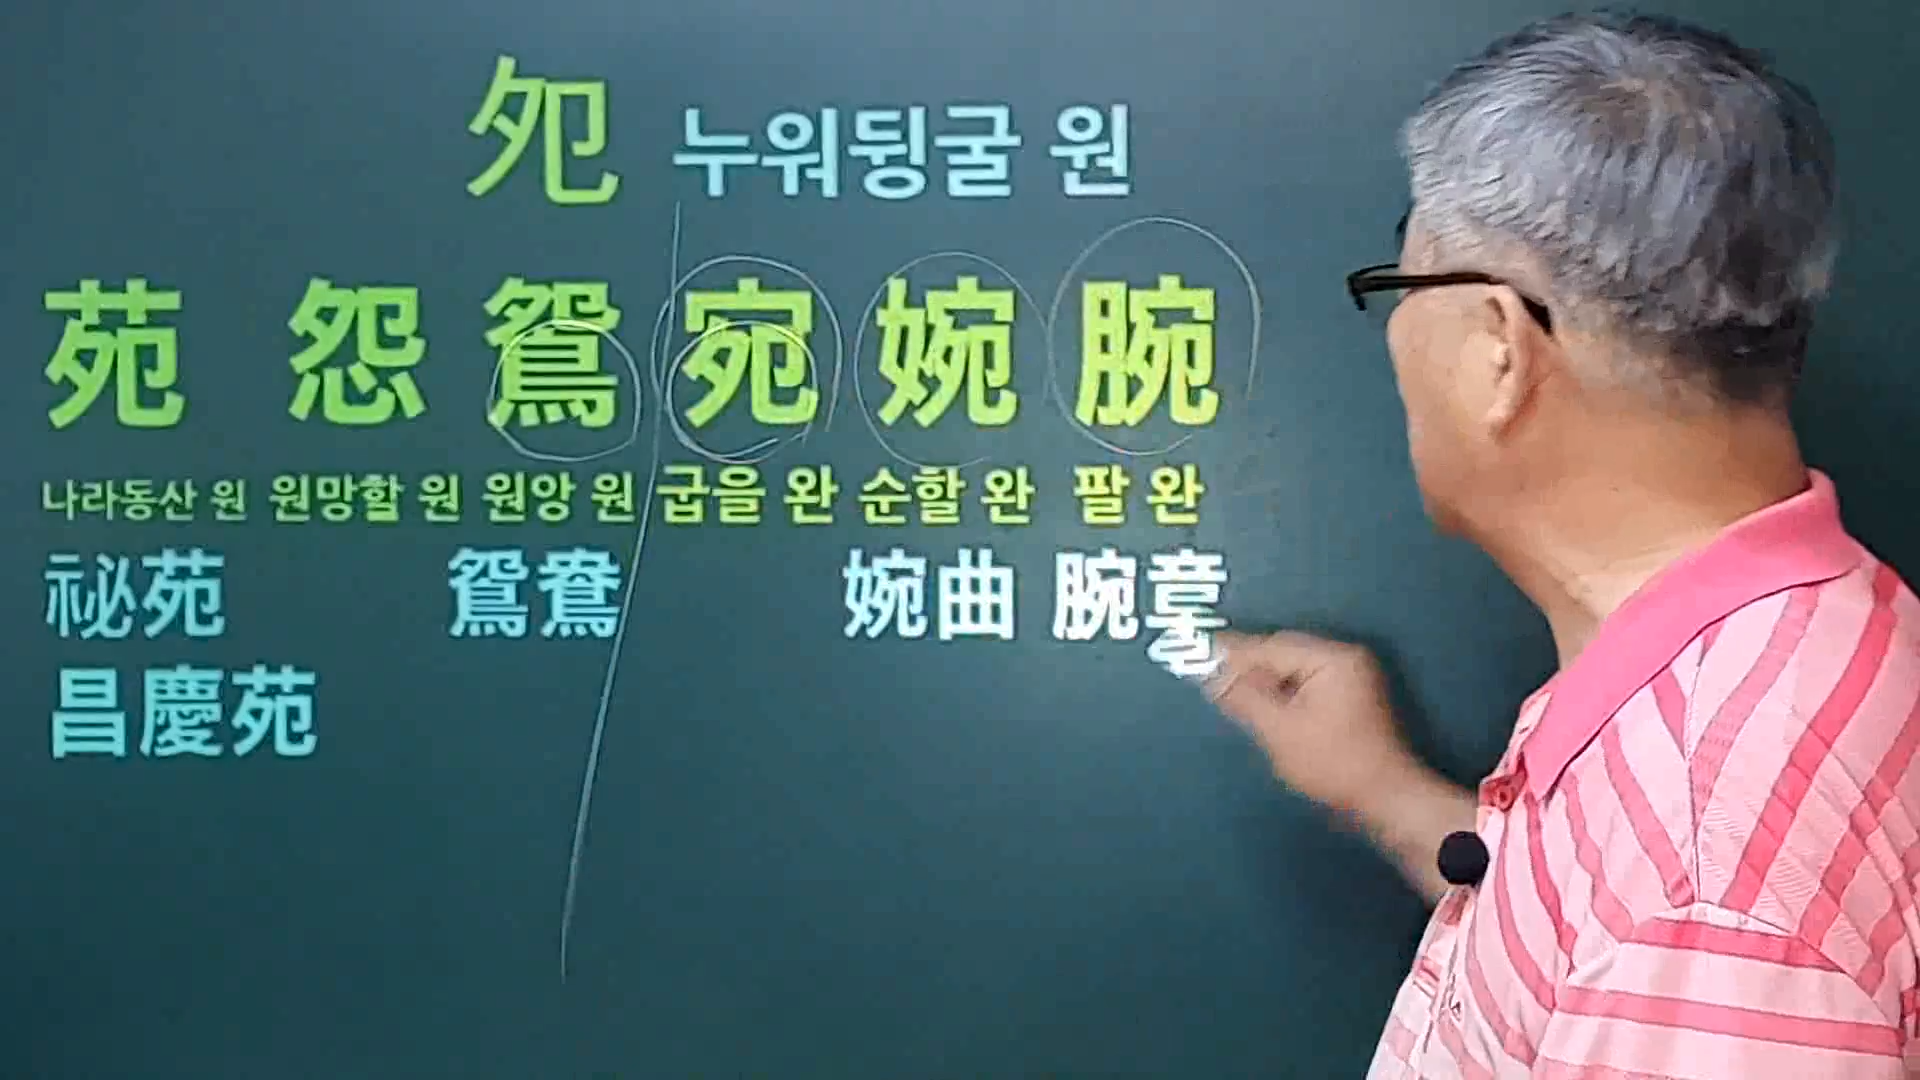 夗 누워뒹굴 원
苑 怨 鴛 宛 婉 腕
나라동산 원 원망할 원 원앙 원 굽을 완 순할 완 팔 완
祕苑 鴛鴦 婉曲 腕章
昌慶苑